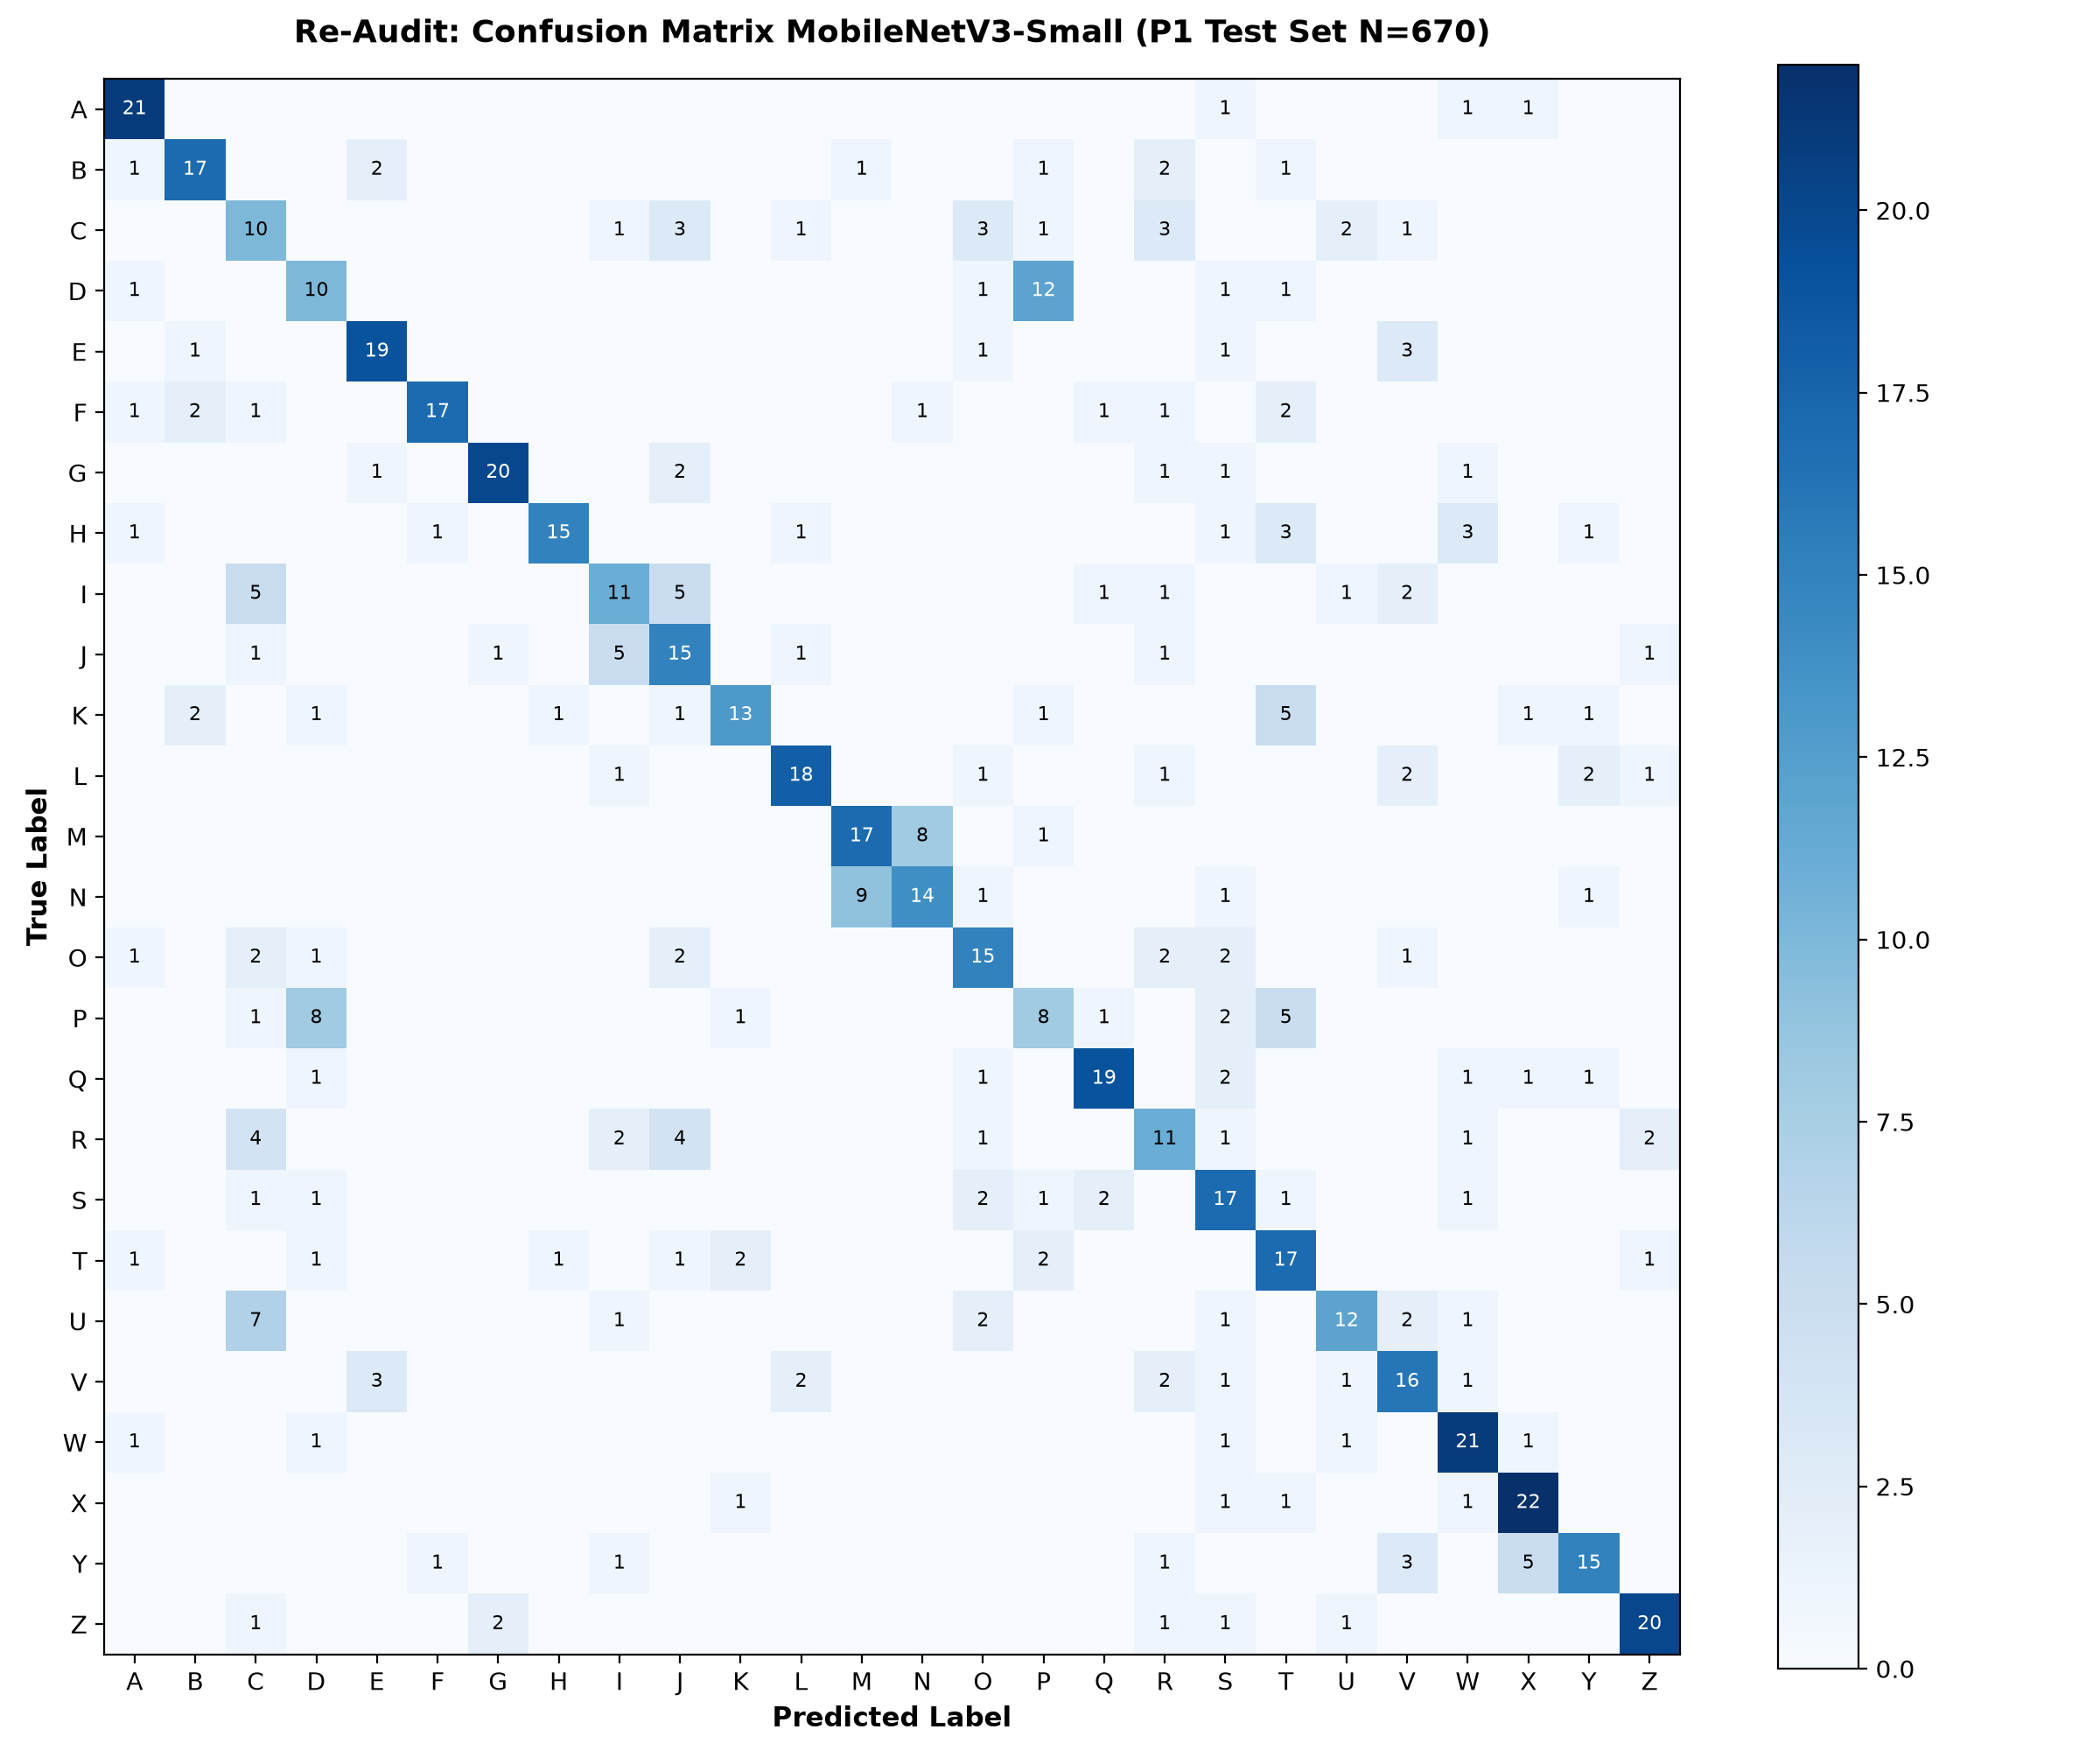 Re-Audit: Confusion Matrix MobileNetV3-Small (P1 Test Set N=670)
A 21 1 1 1
B 1 17 2 1 1 2 1
C 10 1 3 1 3 1 3 2 1
D 1 10 1 12 1 1
E 1 19 1 1 3
F 1 2 1 17 1 1 1 2
G 1 20 2 1 1 1
H 1 1 15 1 1 3 3 1
I 5 11 5 1 1 1 2
J 1 1 5 15 1 1 1
K 2 1 1 1 13 1 5 1 1
L 1 18 1 1 2 2 1
M 17 8 1
N 9 14 1 1 1
O 1 2 1 2 15 2 2 1
P 1 8 1 8 1 2 5
Q 1 1 19 2 1 1 1
R 4 2 4 1 11 1 1 2
S 1 1 2 1 2 17 1 1
T 1 1 1 1 2 2 17 1
U 7 1 2 1 12 2 1
V 3 2 2 1 1 16 1
W 1 1 1 1 21 1
X 1 1 1 1 22
Y 1 1 1 3 5 15
Z 1 2 1 1 1 20
A B C D E F G H I J K L M N O P Q R S T U V W X Y Z
Predicted Label
True Label
20.0
17.5
15.0
12.5
10.0
7.5
5.0
2.5
0.0